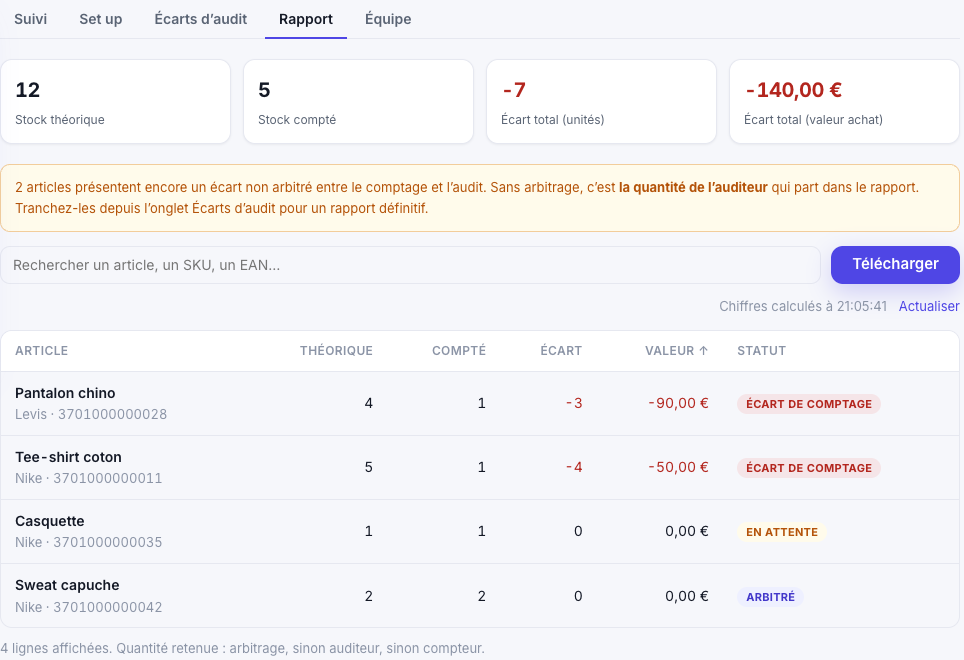 Suivi Set up Écarts d’audit Rapport Équipe
12 5 -7 -140,00 €
Stock théorique Stock compté Écart total (unités) Écart total (valeur achat)
2 articles présentent encore un écart non arbitré entre le comptage et l’audit. Sans arbitrage, c’est la quantité de l’auditeur qui part dans le rapport.
Tranchez-les depuis l’onglet Écarts d’audit pour un rapport définitif.
Rechercher un article, un SKU, un EAN... Télécharger
Chiffres calculés à 21:05:41 Actualiser
ARTICLE THÉORIQUE COMPTÉ ÉCART VALEUR ↑ STATUT
Pantalon chino
Levis · 3701000000028 4 1 -3 -90,00 € ÉCART DE COMPTAGE
Tee-shirt coton
Nike · 3701000000011 5 1 -4 -50,00 € ÉCART DE COMPTAGE
Casquette
Nike · 3701000000035 1 1 0 0,00 € EN ATTENTE
Sweat capuche
Nike · 3701000000042 2 2 0 0,00 € ARBITRÉ
4 lignes affichées. Quantité retenue : arbitrage, sinon auditeur, sinon compteur.